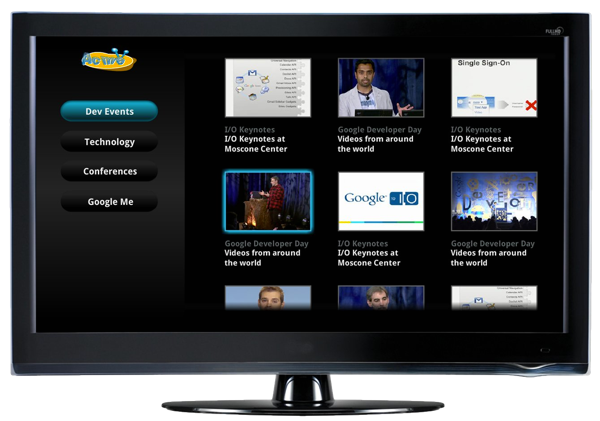 FULL HD
Active
Dev Events
Technology
Conferences
Google Me
Single Sign-On
I/O Keynotes
I/O Keynotes at
Moscone Center
Google Developer Day
Videos from around
the world
I/O Keynotes
I/O Keynotes at
Moscone Center
Google I/O
Google Developer Day
Videos from around
the world
I/O Keynotes
I/O Keynotes at
Moscone Center
Google Developer Day
Videos from around
the world